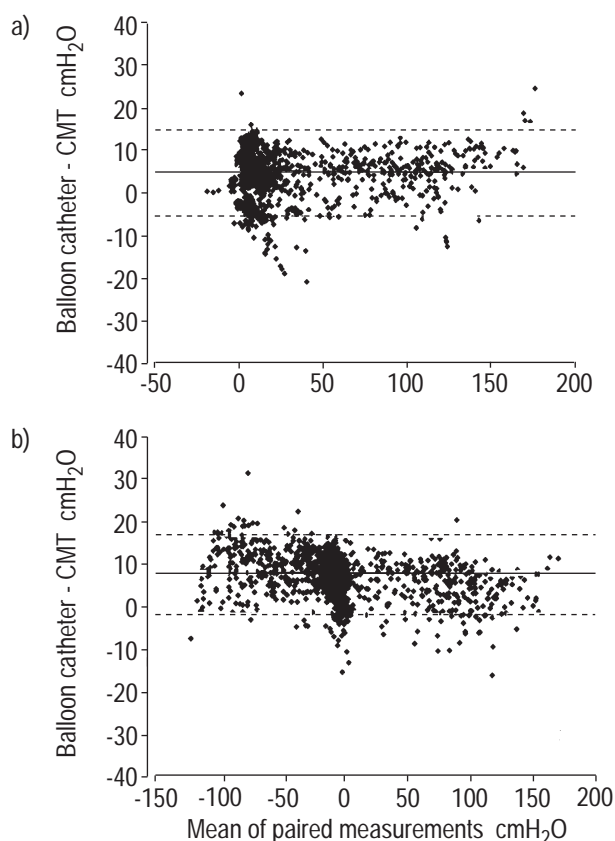 a)
Balloon catheter - CMT cmH₂O
40
30
20
10
0
-10
-20
-30
-40
-50 0 50 100 150 200
b)
Balloon catheter - CMT cmH₂O
40
30
20
10
0
-10
-20
-30
-40
-150 -100 -50 0 50 100 150 200
Mean of paired measurements cmH₂O